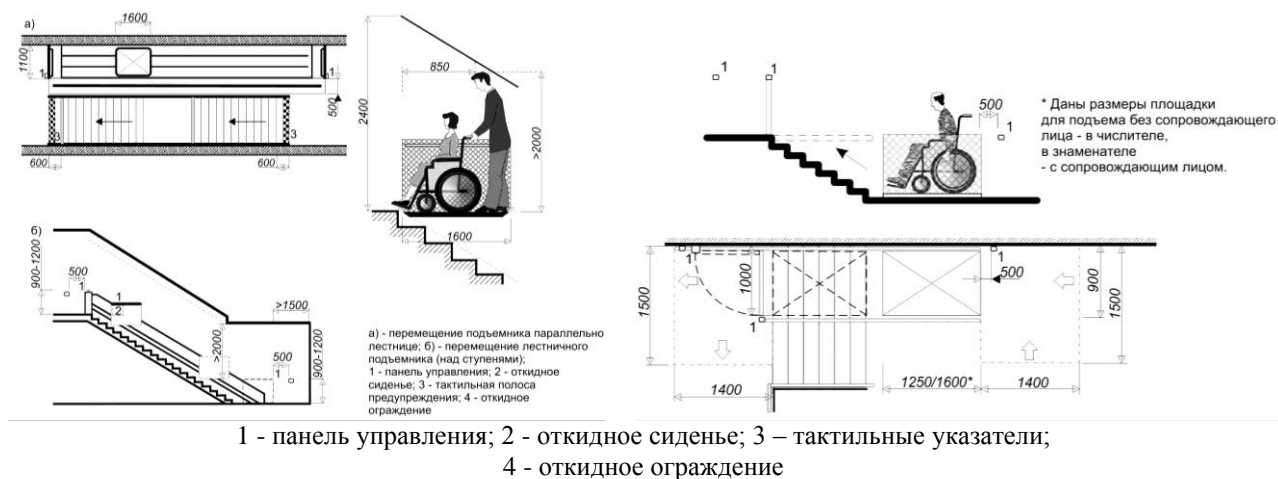 а)
1600
1100
1
1
500
3
3
600
600
850
2400
>2000
1600
б)
900-1200
500
1
1
2
>1500
>2000
500
1
900-1200
а) - перемещение подъемника параллельно
лестнице; б) - перемещение лестничного
подъемника (над ступенями);
1 - панель управления; 2 - откидное
сиденье; 3 - тактильная полоса
предупреждения; 4 - откидное
ограждение
1
1
500
1
* Даны размеры площадки
для подъема без сопровождающего
лица - в числителе,
в знаменателе
- с сопровождающим лицом.
1500
1
1000
1
1
500
900
1500
1400
1250/1600*
1400
1 - панель управления; 2 - откидное сиденье; 3 – тактильные указатели;
4 - откидное ограждение